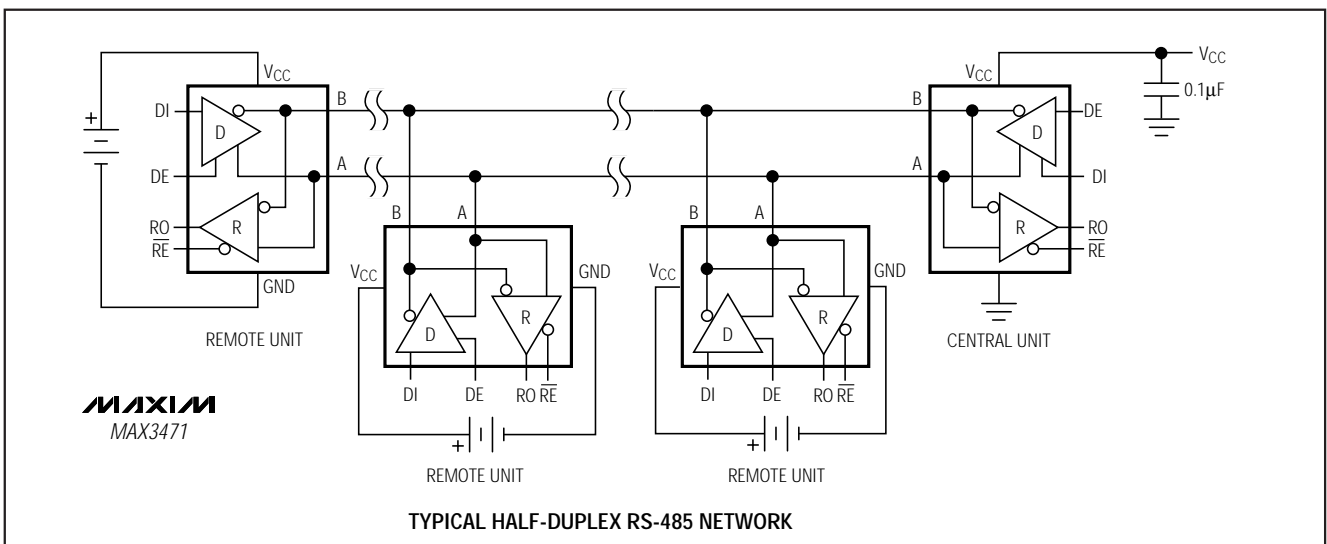 VCC
VCC
VCC
0.1µF
DI
D
B
B
D
DE
DE
A
A
DI
RO
R
RE
B
A
B
A
R
RO
RE
GND
VCC
GND
VCC
GND
REMOTE UNIT
D
R
D
R
CENTRAL UNIT
DI
DE
RO
RE
DI
DE
RO
RE
MAXIM
MAX3471
+
+
+
REMOTE UNIT
REMOTE UNIT
TYPICAL HALF-DUPLEX RS-485 NETWORK